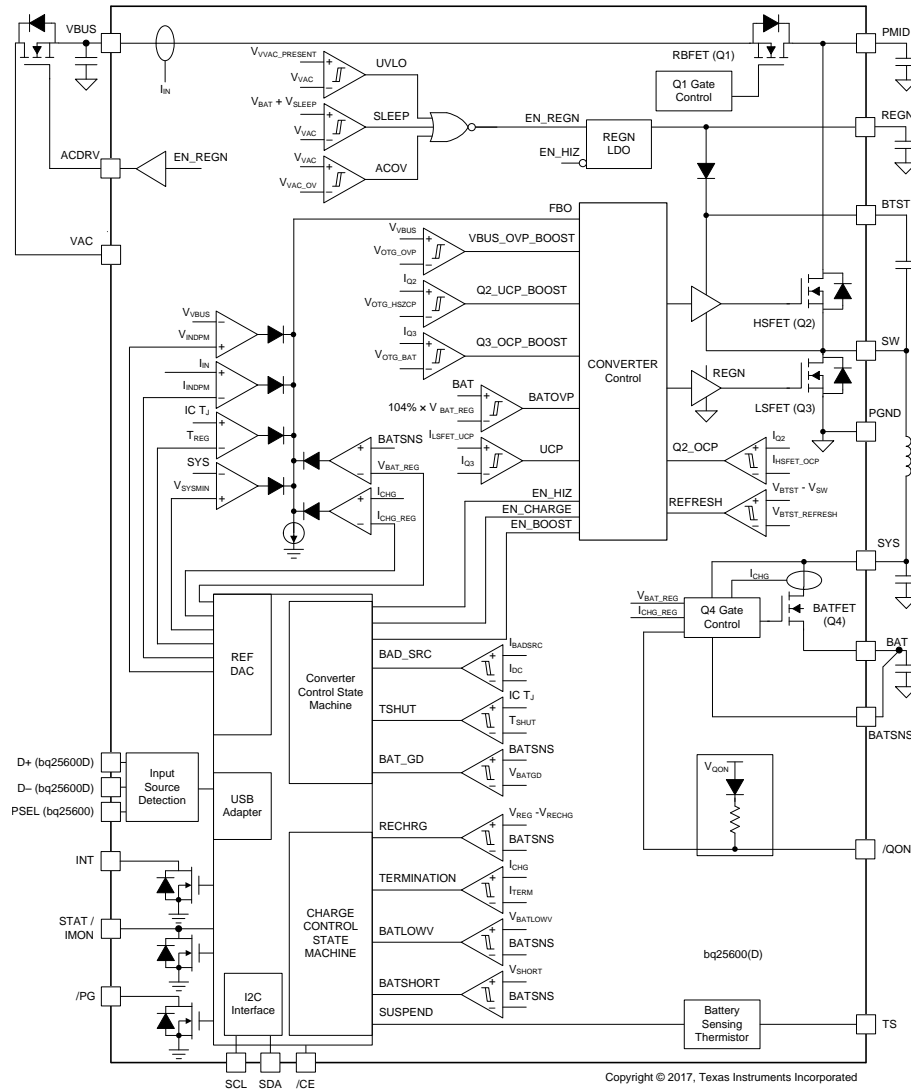 VBUS
PMID
RBFET (Q1)
IIN
Q1 Gate
Control
VVAC_PRESENT
UVLO
VVAC
VBAT + VSLEEP
SLEEP
VVAC
VVAC
ACOV
VVAC_OV
EN_REGN
EN_HIZ
REGN
LDO
REGN
ACDRV
EN_REGN
VAC
BTST
FBO
VVBUS
VOTG_OVP
VBUS_OVP_BOOST
IQ2
VOTG_HSZCP
Q2_UCP_BOOST
IQ3
VOTG_BAT
Q3_OCP_BOOST
CONVERTER
Control
HSFET (Q2)
SW
REGN
LSFET (Q3)
PGND
VVBUS
VINDPM
IIN
IINDPM
IC TJ
TREG
SYS
VSYSMIN
BATSNS
VBAT_REG
ICHG
ICHG_REG
BAT
104% × VBAT_REG
BATOVP
ILSFET_UCP
IQ3
UCP
Q2_OCP
IQ2
IHSFET_OCP
REFRESH
VBTST - VSW
VBTST_REFRESH
EN_HIZ
EN_CHARGE
EN_BOOST
SYS
ICHG
VBAT_REG
ICHG_REG
Q4 Gate
Control
BATFET
(Q4)
BAT
BATSNS
REF
DAC
Converter
Control State
Machine
BAD_SRC
IBADSRC
IDC
TSHUT
IC TJ
TSHUT
BAT_GD
BATSNS
VBATGD
D+ (bq25600D)
D− (bq25600D)
PSEL (bq25600)
Input
Source
Detection
USB
Adapter
VQON
/QON
INT
STAT /
IMON
/PG
CHARGE
CONTROL
STATE
MACHINE
RECHRG
VREG -VRECHG
BATSNS
TERMINATION
ICHG
ITERM
BATLOWV
VBATLOWV
BATSNS
BATSHORT
VSHORT
BATSNS
SUSPEND
I2C
Interface
bq25600(D)
Battery
Sensing
Thermistor
TS
SCL
SDA
/CE
Copyright © 2017, Texas Instruments Incorporated